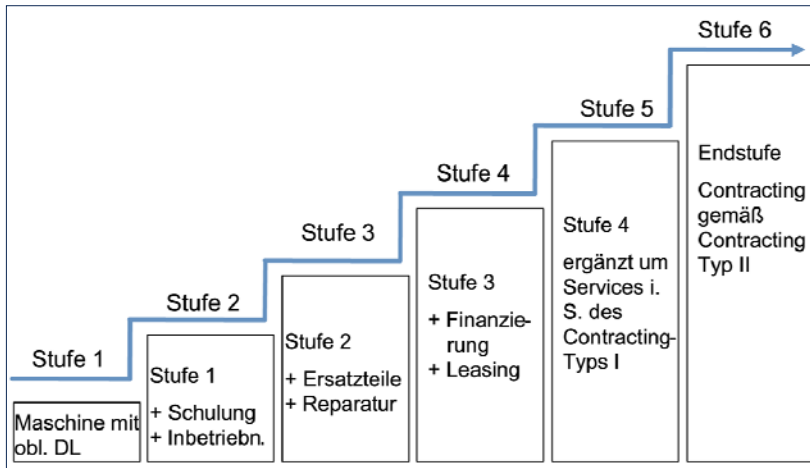 Stufe 6
Stufe 5
Stufe 4
Stufe 3
Stufe 2
Stufe 1
Maschine mit
obl. DL
Stufe 1
+ Schulung
+ Inbetriebn.
Stufe 2
+ Ersatzteile
+ Reparatur
Stufe 3
+ Finanzie-
rung
+ Leasing
Stufe 4
ergänzt um
Services i.
S. des
Contracting-
Typs I
Endstufe
Contracting
gemäß
Contracting
Typ II